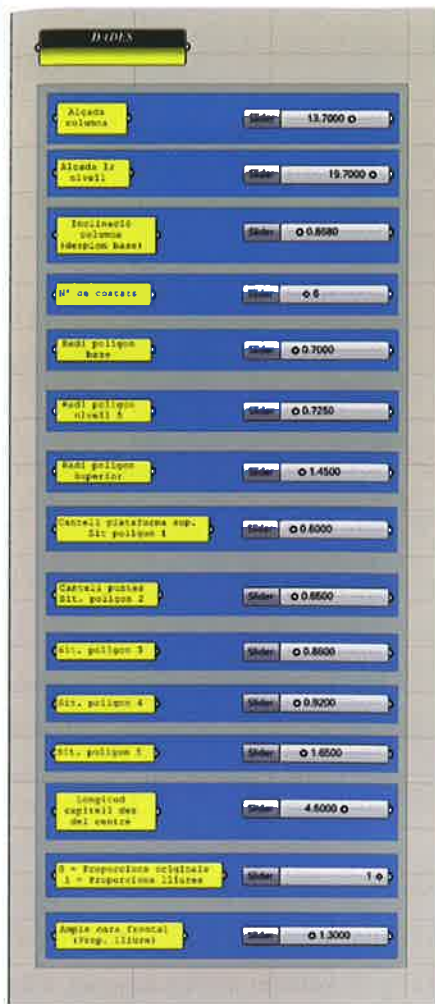 DADES
Alçada
columna
Slider 13.7000
Alçada 1r
nivell
Slider 19.7000
Inclinació
columna
(desplom base)
Slider 0.8580
Nº de costats
Slider 6
Radi polígon
base
Slider 0.7000
Radi polígon
nivell 1
Slider 0.7250
Radi polígon
superior
Slider 1.4500
Cantell plataforma sup.
Sit polígon 1
Slider 0.6000
Cantell puntes
Sit. polígon 2
Slider 0.6500
Sit. polígon 3
Slider 0.8600
Sit. polígon 4
Slider 0.9200
Sit. polígon 5
Slider 1.6500
Longitud
capitell des
del centre
Slider 4.6000
0 = Proporcions originals
1 = Proporcions lliures
Slider 1
Ample cara frontal
(Prop. lliure)
Slider 1.3000